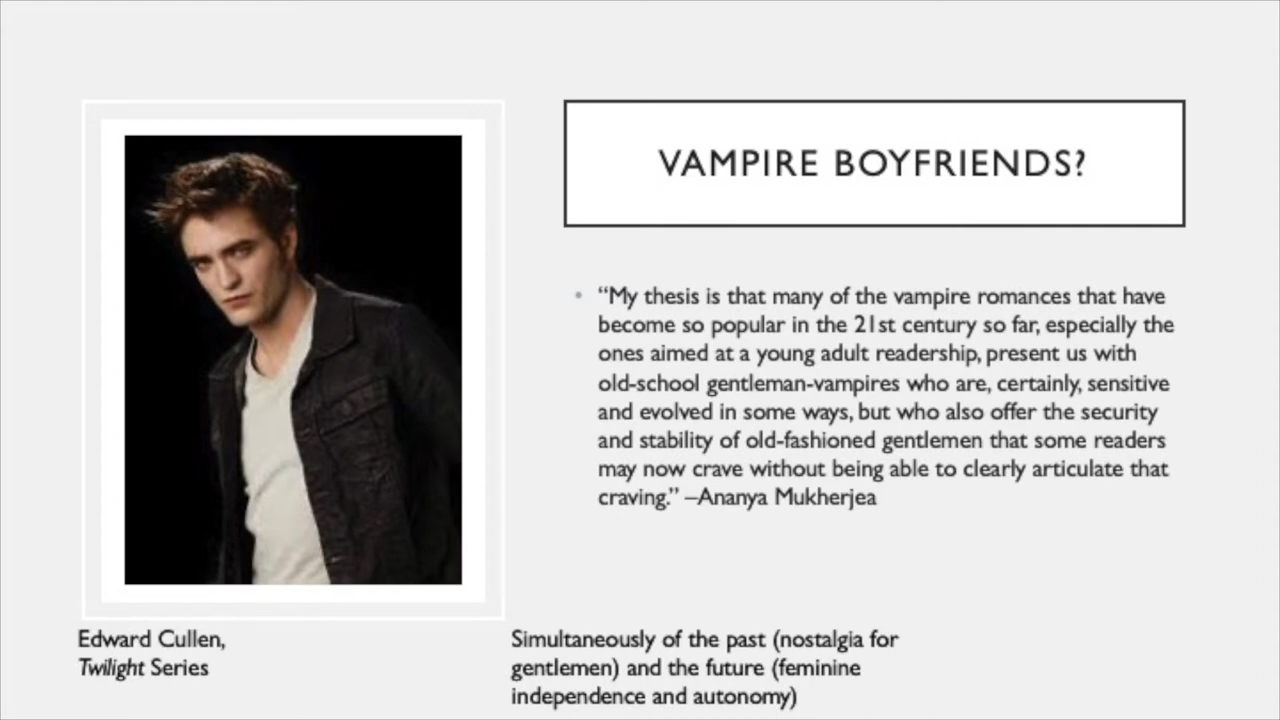 VAMPIRE BOYFRIENDS?
• “My thesis is that many of the vampire romances that have
become so popular in the 21st century so far, especially the
ones aimed at a young adult readership, present us with
old-school gentleman-vampires who are, certainly, sensitive
and evolved in some ways, but who also offer the security
and stability of old-fashioned gentlemen that some readers
may now crave without being able to clearly articulate that
craving.” –Ananya Mukherjea
Edward Cullen,
Twilight Series
Simultaneously of the past (nostalgia for
gentlemen) and the future (feminine
independence and autonomy)